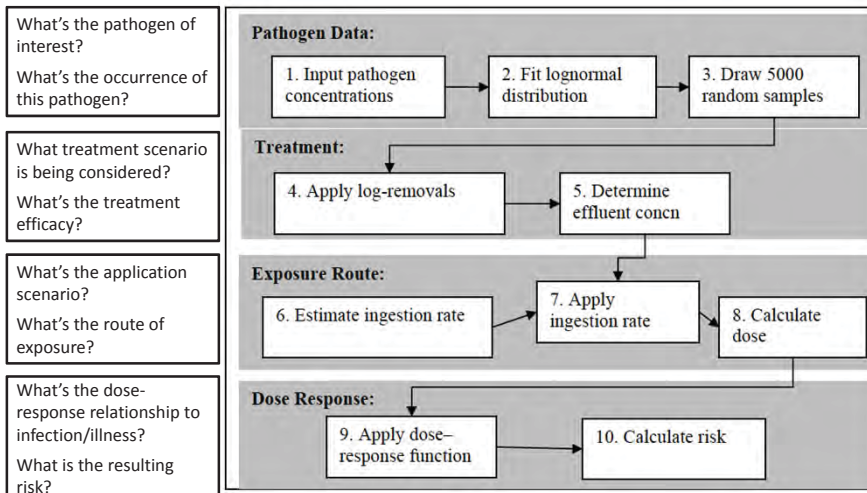 What's the pathogen of
interest?
What's the occurrence of
this pathogen?
Pathogen Data:
1. Input pathogen
concentrations
2. Fit lognormal
distribution
3. Draw 5000
random samples
What treatment scenario
is being considered?
What's the treatment
efficacy?
Treatment:
4. Apply log-removals
5. Determine
effluent concn
What's the application
scenario?
What's the route of
exposure?
Exposure Route:
6. Estimate ingestion rate
7. Apply
ingestion rate
8. Calculate
dose
What's the dose-
response relationship to
infection/illness?
What is the resulting
risk?
Dose Response:
9. Apply dose–
response function
10. Calculate risk